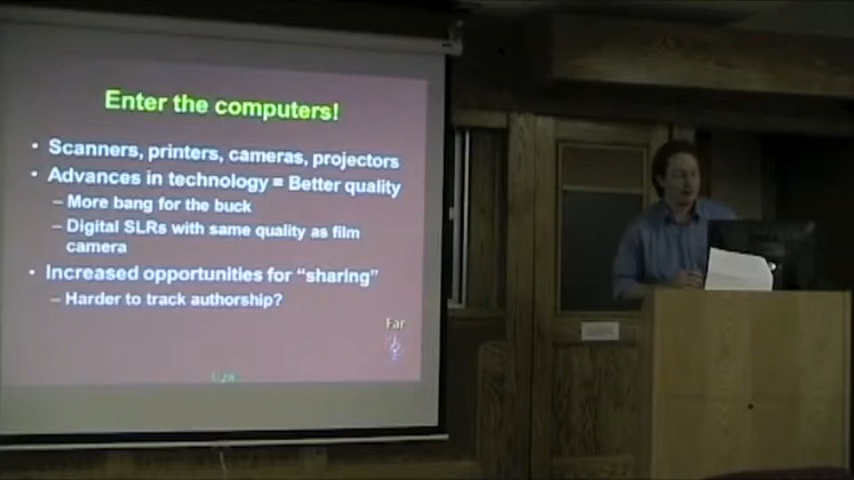 Enter the computers!
• Scanners, printers, cameras, projectors
• Advances in technology = Better quality
– More bang for the buck
– Digital SLRs with same quality as film
camera
• Increased opportunities for “sharing”
– Harder to track authorship?
Far